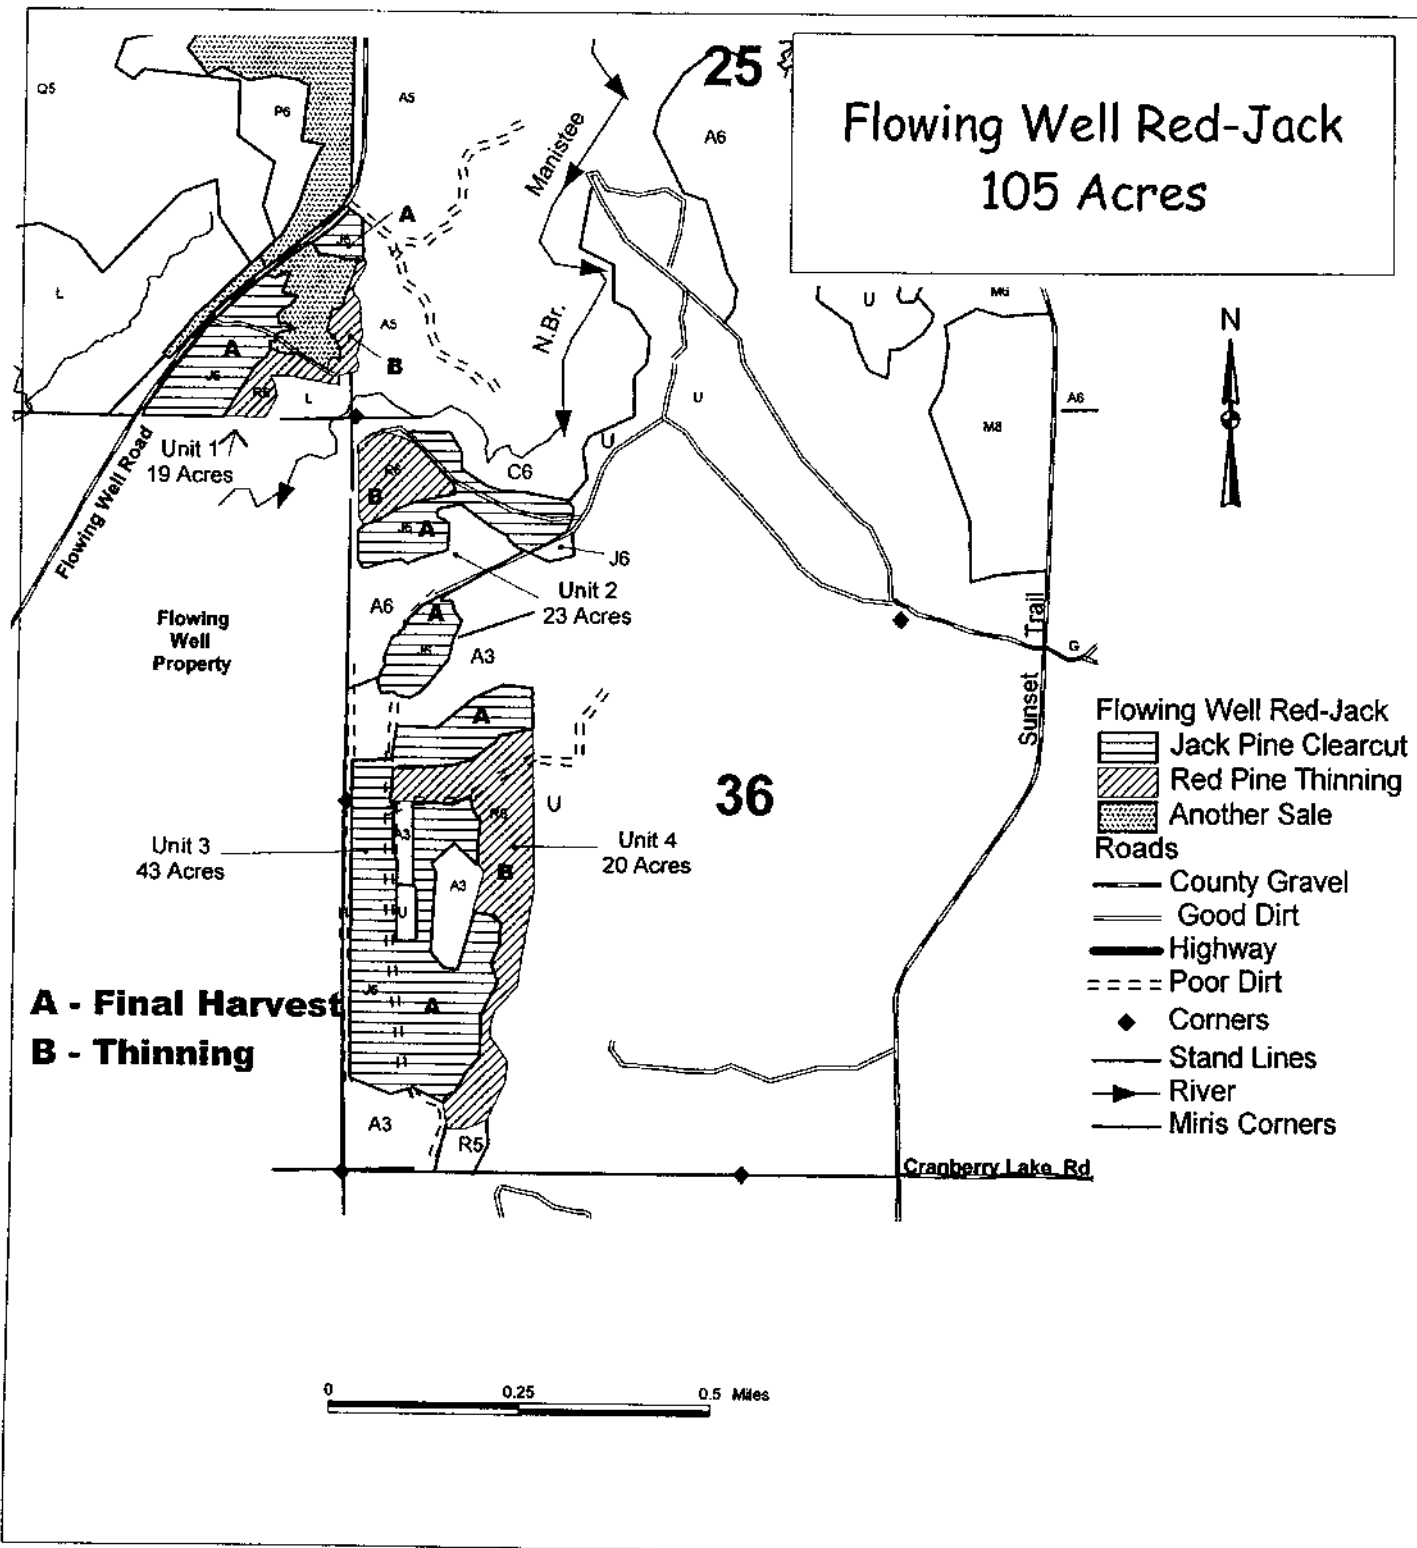 25
Flowing Well Red-Jack
105 Acres
Q5
P6
A5
A6
Manistee
A
J6
L
A5
N.Br.
U
M6
N
A
J6
B
R6
L
U
A6
M8
Unit 1
19 Acres
Flowing Well Road
U
C6
R6
B
J6
A
J6
Unit 2
23 Acres
A6
A
J6
A3
Flowing
Well
Property
Trail
Sunset
G
A
36
U
R6
A3
Unit 3
43 Acres
Unit 4
20 Acres
A3
B
U
J6
A
A - Final Harvest
B - Thinning
A3
R5
Cranberry Lake Rd
Flowing Well Red-Jack
Jack Pine Clearcut
Red Pine Thinning
Another Sale
Roads
County Gravel
Good Dirt
Highway
Poor Dirt
Corners
Stand Lines
River
Miris Corners
0 0.25 0.5 Miles